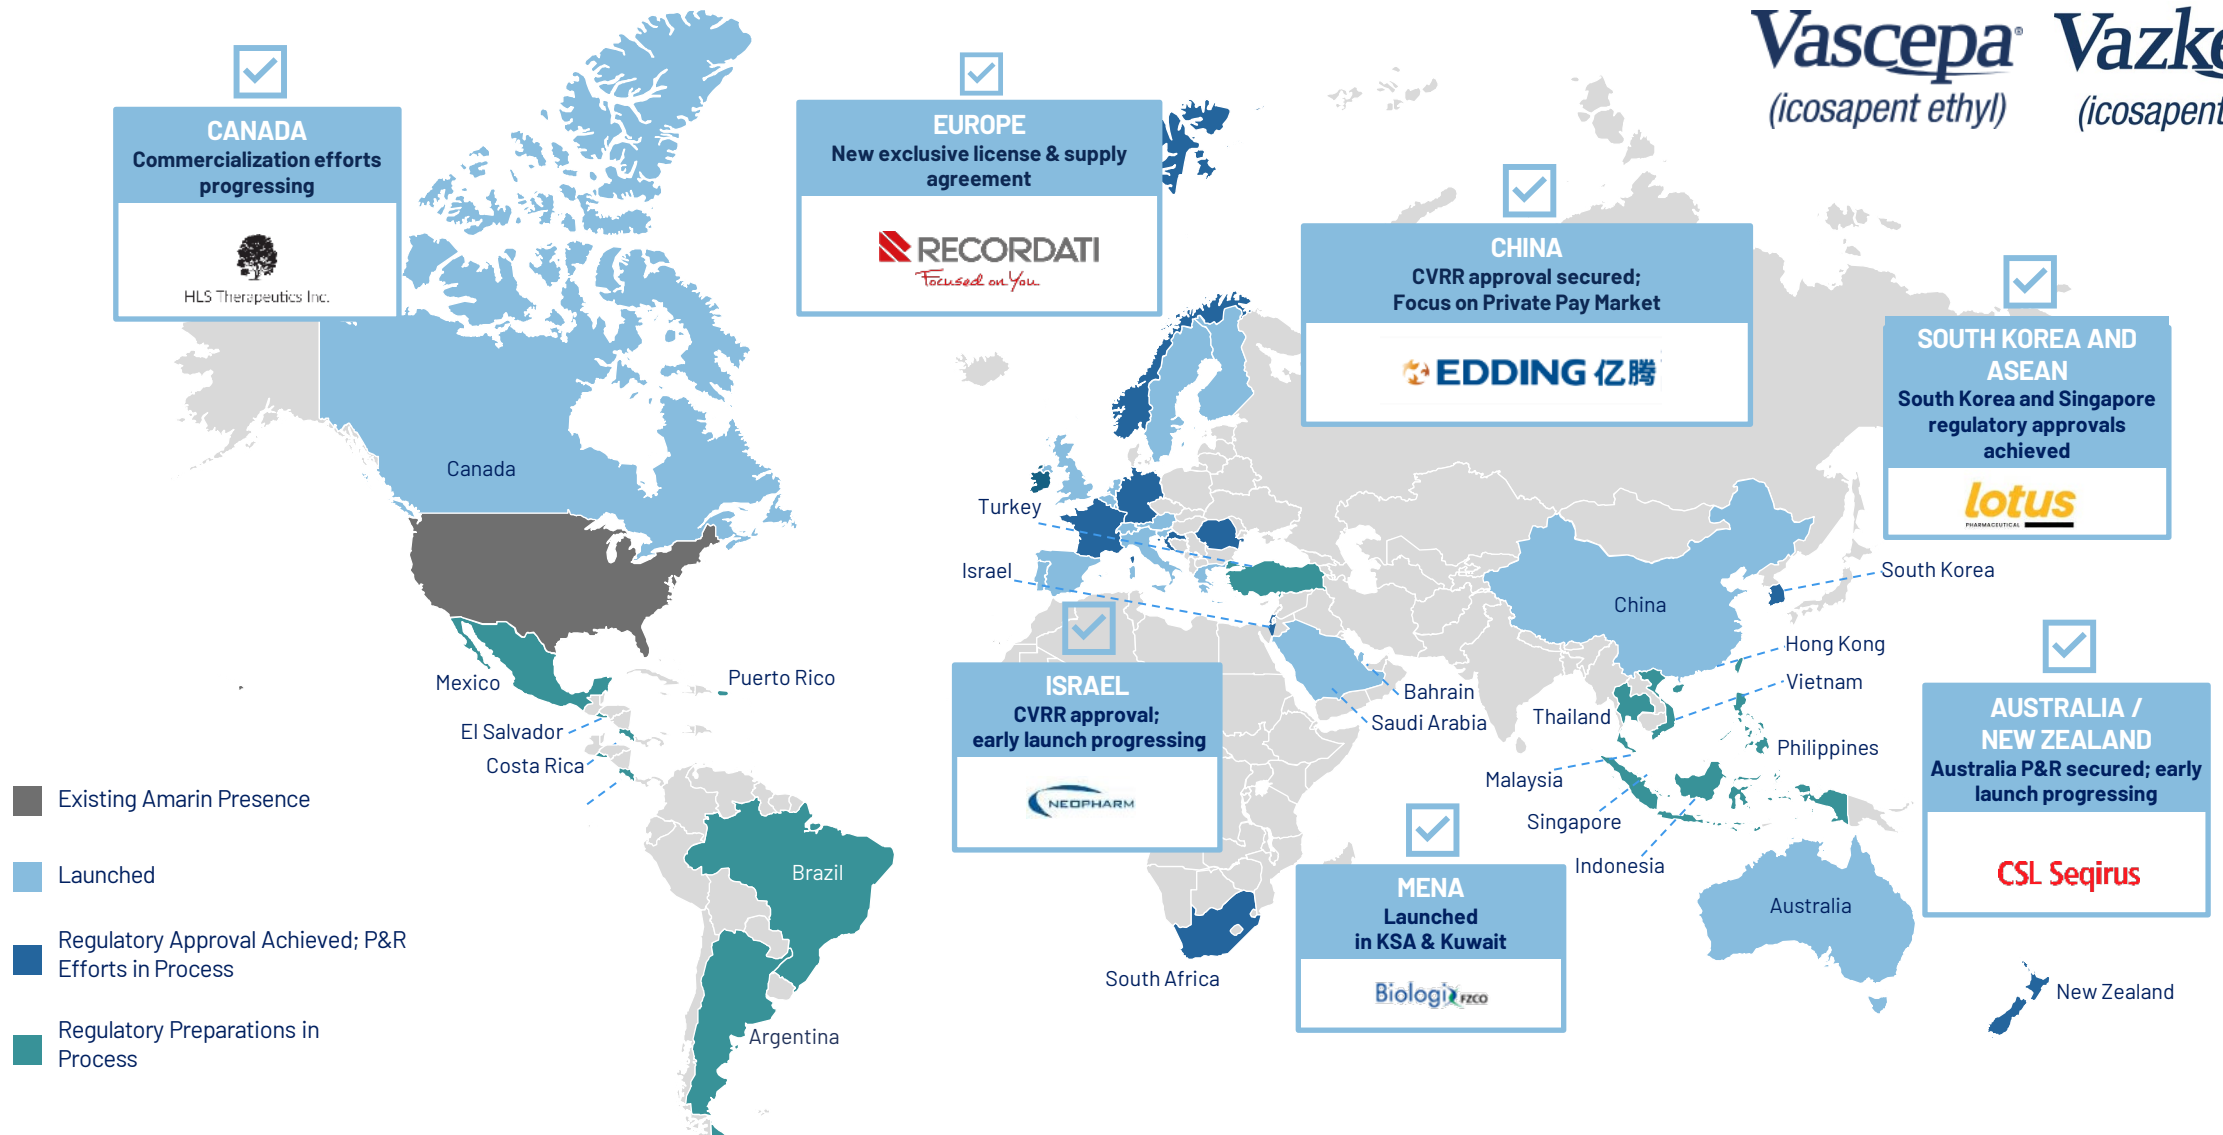 Vascepa®
(icosapent ethyl)
Vazke
(icosapent
CANADA
Commercialization efforts
progressing
HLS Therapeutics Inc.
EUROPE
New exclusive license & supply
agreement
RECORDATI
Focused on You
CHINA
CVRR approval secured;
Focus on Private Pay Market
EDDING 亿腾
SOUTH KOREA AND
ASEAN
South Korea and Singapore
regulatory approvals
achieved
lotus
PHARMACEUTICAL
Canada
Turkey
Israel
China
South Korea
Hong Kong
Vietnam
Mexico
Puerto Rico
El Salvador
Costa Rica
ISRAEL
CVRR approval;
early launch progressing
NEOPHARM
Bahrain
Saudi Arabia
Thailand
Philippines
Malaysia
Singapore
Indonesia
AUSTRALIA /
NEW ZEALAND
Australia P&R secured; early
launch progressing
CSL Seqirus
Existing Amarin Presence
Launched
Regulatory Approval Achieved; P&R
Efforts in Process
Regulatory Preparations in
Process
Brazil
Argentina
South Africa
MENA
Launched
in KSA & Kuwait
Biologix FZCO
Australia
New Zealand